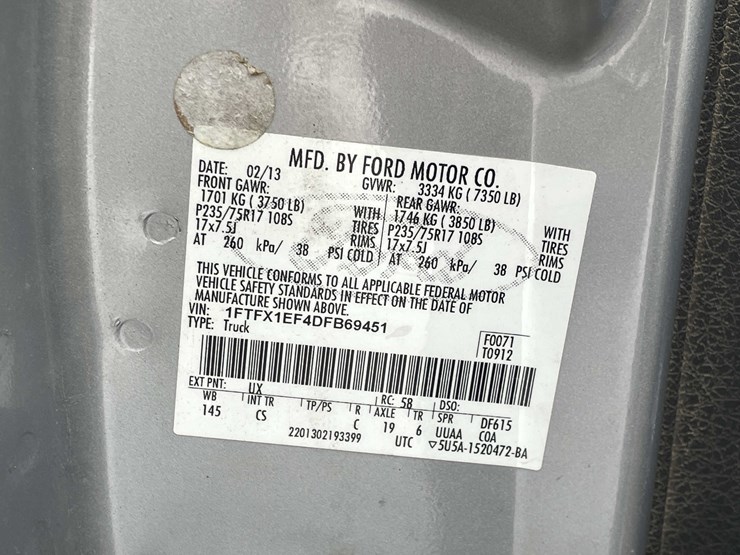 MFD. BY FORD MOTOR CO.
DATE: 02/13 GVWR: 3334 KG ( 7350 LB)
FRONT GAWR: REAR GAWR:
1701 KG ( 3750 LB) WITH 1746 KG ( 3850 LB) WITH
P235/75R17 108S TIRES P235/75R17 108S TIRES
17x7.5J RIMS 17x7.5J RIMS
AT 260 kPa/ 38 PSI COLD AT 260 kPa/ 38 PSI COLD
THIS VEHICLE CONFORMS TO ALL APPLICABLE FEDERAL MOTOR
VEHICLE SAFETY STANDARDS IN EFFECT ON THE DATE OF
MANUFACTURE SHOWN ABOVE.
VIN: 1FTFX1EF4DFB69451
TYPE: Truck
F0071
T0912
EXT PNT: UX RC: 58 DSO: DF615
WB INT TR TP/PS R AXLE TR SPR COA
145 CS C 19 6 UUAA
2201302193399 UTC ▽5U5A-1520472-BA
Ford